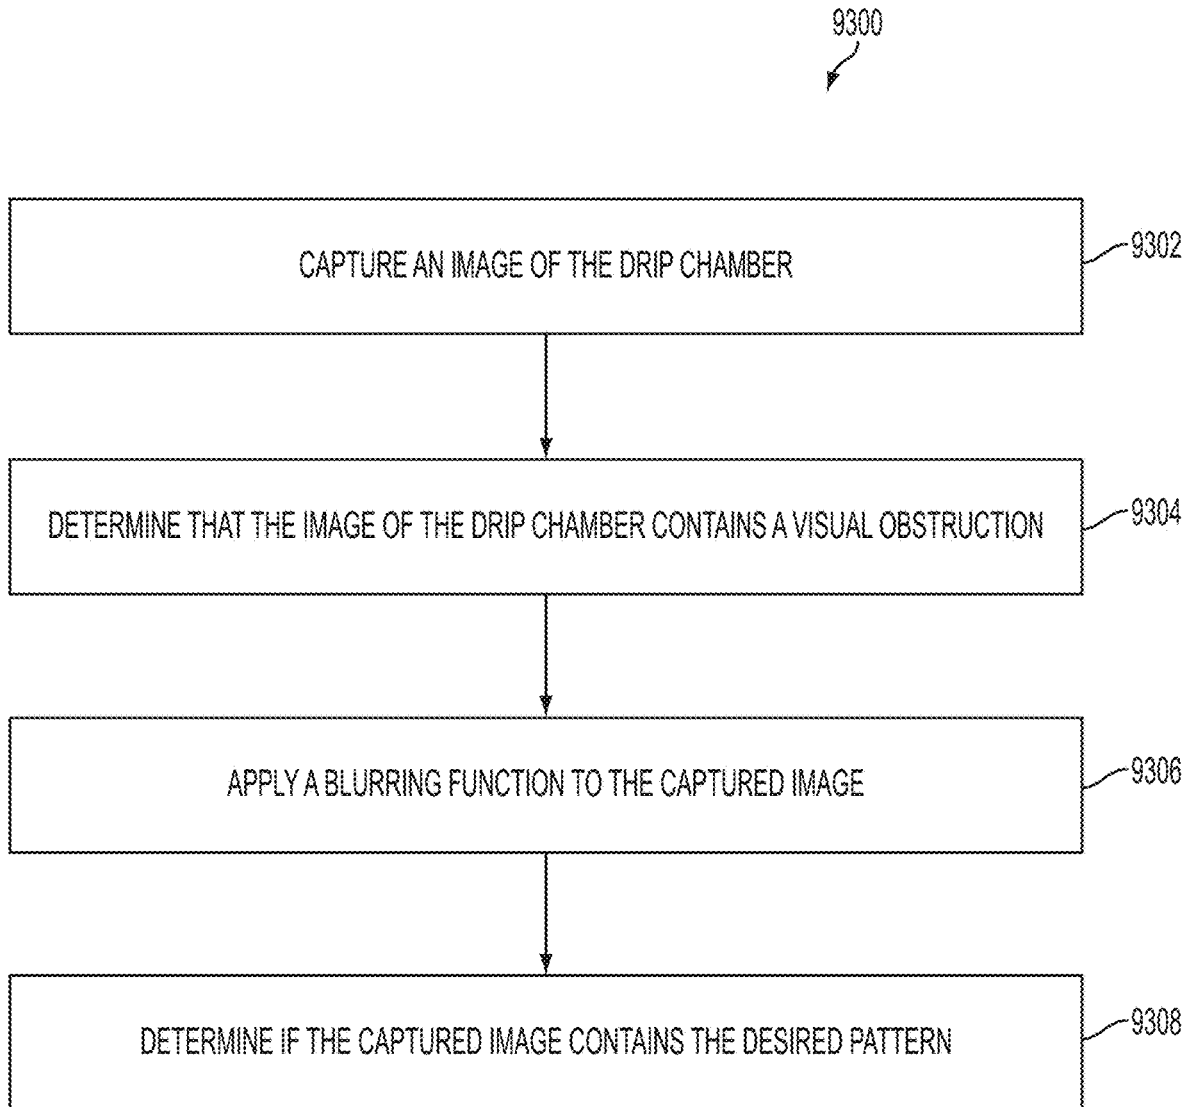 9300
CAPTURE AN IMAGE OF THE DRIP CHAMBER
9302
DETERMINE THAT THE IMAGE OF THE DRIP CHAMBER CONTAINS A VISUAL OBSTRUCTION
9304
APPLY A BLURRING FUNCTION TO THE CAPTURED IMAGE
9306
DETERMINE IF THE CAPTURED IMAGE CONTAINS THE DESIRED PATTERN
9308